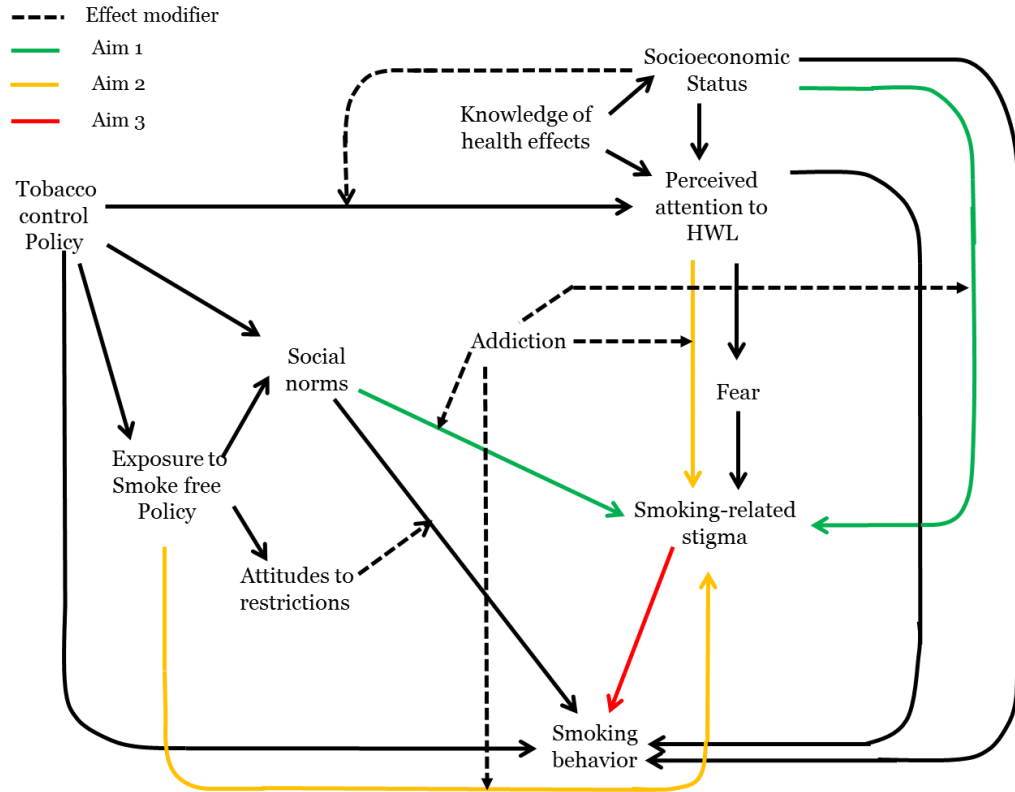 Effect modifier
Aim 1
Aim 2
Aim 3
Socioeconomic
Status
Knowledge of
health effects
Tobacco
control
Policy
Perceived
attention to
HWL
Addiction
Social
norms
Fear
Exposure to
Smoke free
Policy
Smoking-related
stigma
Attitudes to
restrictions
Smoking
behavior